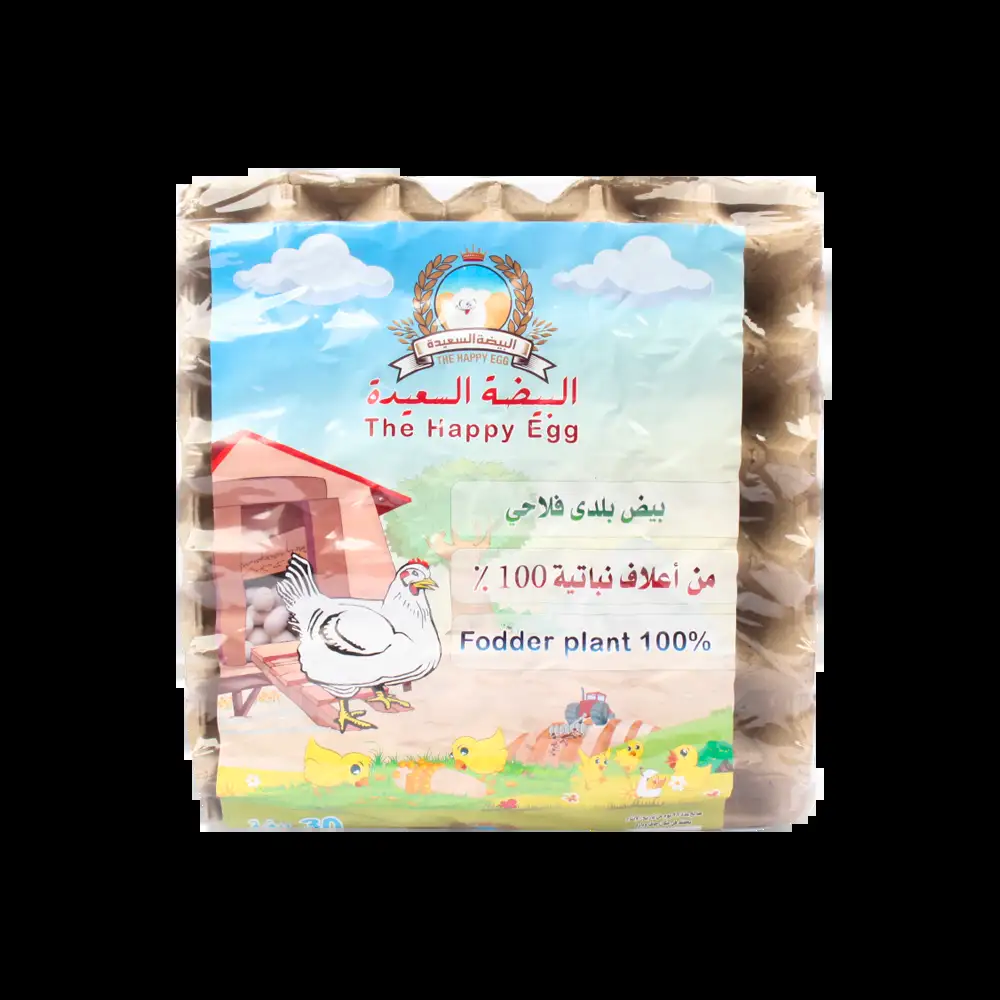 البيضة السعيدة
THE HAPPY EGG
البيضة السعيدة
The Happy Egg
بيض بلدى فلاحي
من أعلاف نباتية 100 ٪
Fodder plant 100%
30